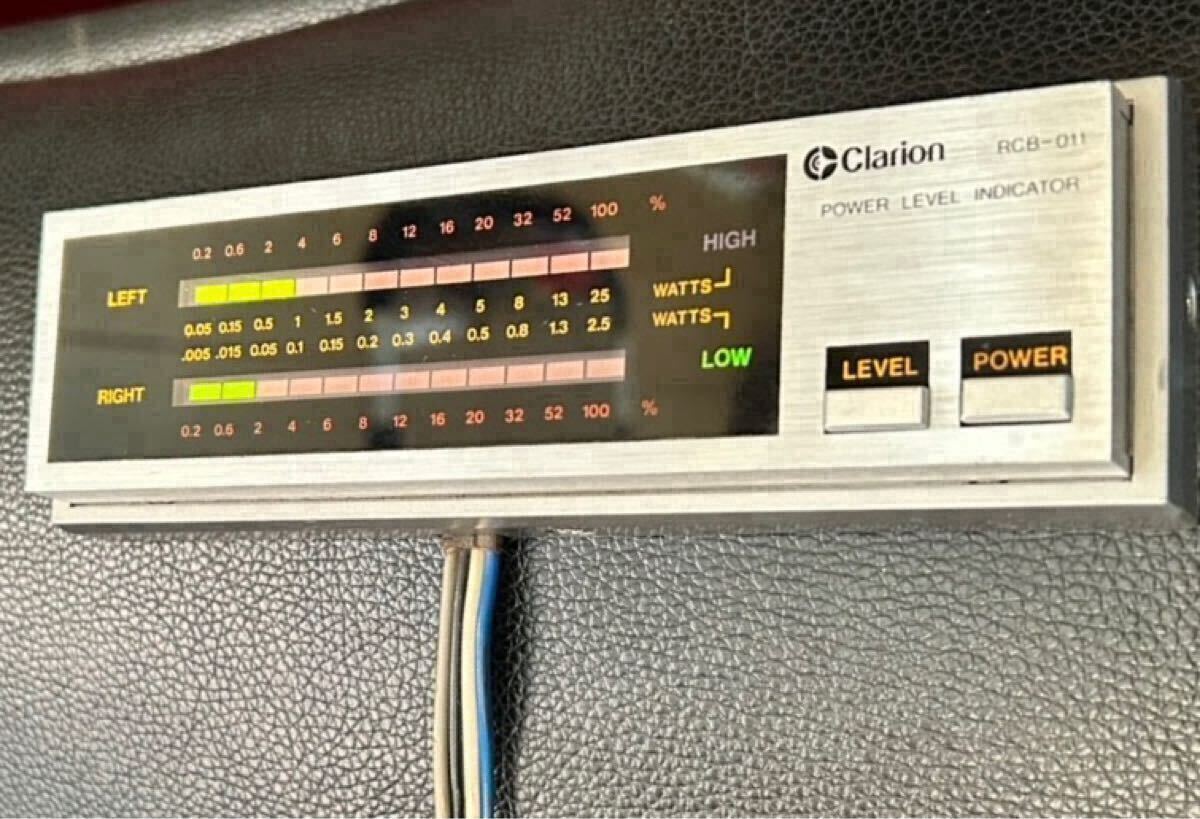 Clarion RCB-011
POWER LEVEL INDICATOR
0.2 0.6 2 4 6 8 12 16 20 32 52 100 %
HIGH
LEFT
WATTS
0.05 0.15 0.5 1 1.5 2 3 4 5 8 13 25
WATTS
.005 .015 0.05 0.1 0.15 0.2 0.3 0.4 0.5 0.8 1.3 2.5
LOW
RIGHT
0.2 0.6 2 4 6 8 12 16 20 32 52 100 %
LEVEL POWER